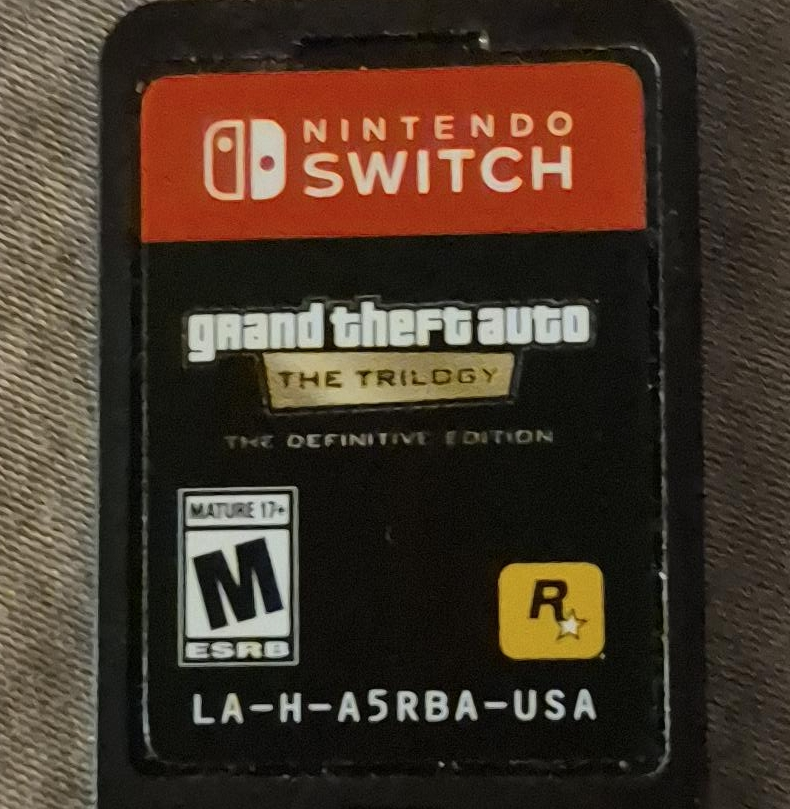 NINTENDO
SWITCH
grand theft auto
THE TRILOGY
THE DEFINITIVE EDITION
MATURE 17+
M
ESRB
R
LA-H-A5RBA-USA